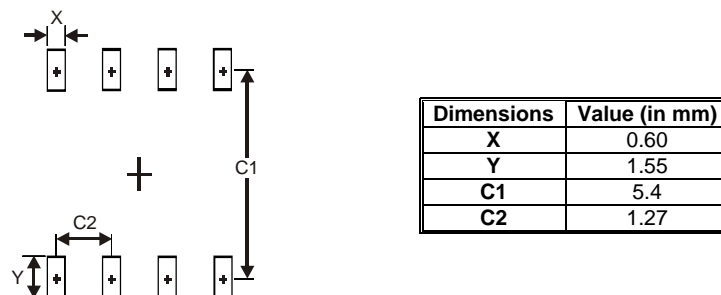 X
C1
C2
Y
Dimensions Value (in mm)
X 0.60
Y 1.55
C1 5.4
C2 1.27